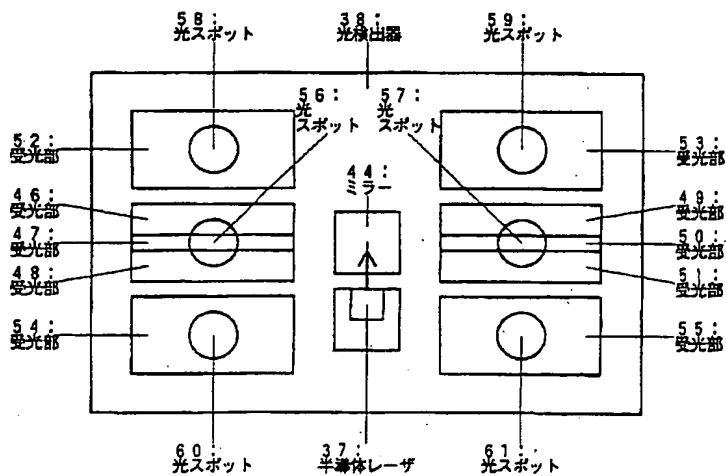 58:
光スポット
38:
光検出器
59:
光スポット
56:
光
スポット
57:
光
スポット
52:
受光部
53:
受光部
44:
ミラー
46:
受光部
49:
受光部
47:
受光部
50:
受光部
48:
受光部
51:
受光部
54:
受光部
55:
受光部
60:
光スポット
37:
半導体レーザ
61:
光スポット